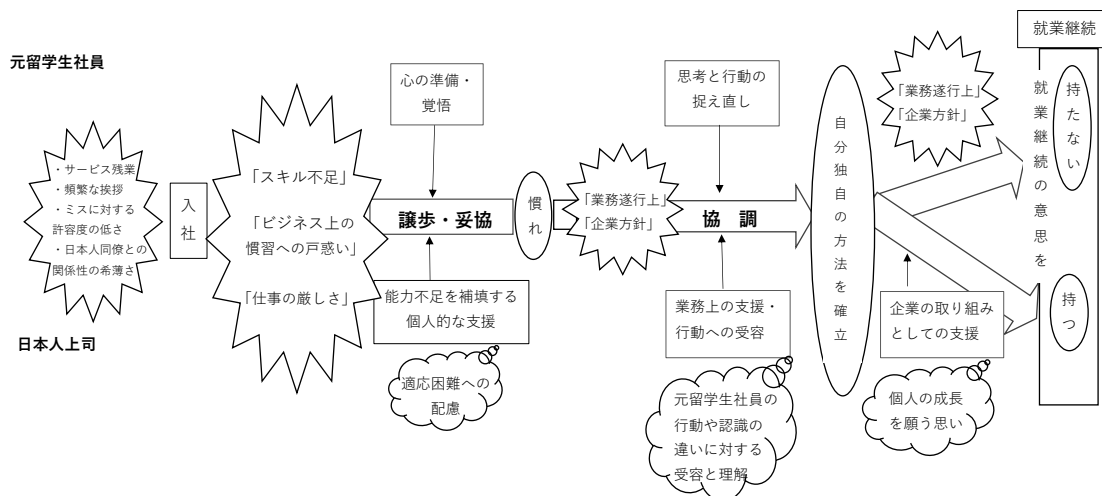 元留学生社員
・サービス残業
・頻繁な挨拶
・ミスに対する
許容度の低さ
・日本人同僚との
関係性の希薄さ
日本人上司
入社
「スキル不足」
「ビジネス上の
慣習への戸惑い」
「仕事の厳しさ」
心の準備・
覚悟
譲歩・妥協
能力不足を補填する
個人的な支援
適応困難への
配慮
慣れ
「業務遂行上」
「企業方針」
思考と行動の
捉え直し
協　調
業務上の支援・
行動への受容
元留学生社員の
行動や認識の
違いに対する
受容と理解
自分独自の方法を確立
「業務遂行上」
「企業方針」
企業の取り組み
としての支援
個人の成長
を願う思い
就業継続
就業継続の意思を
持たない
持つ